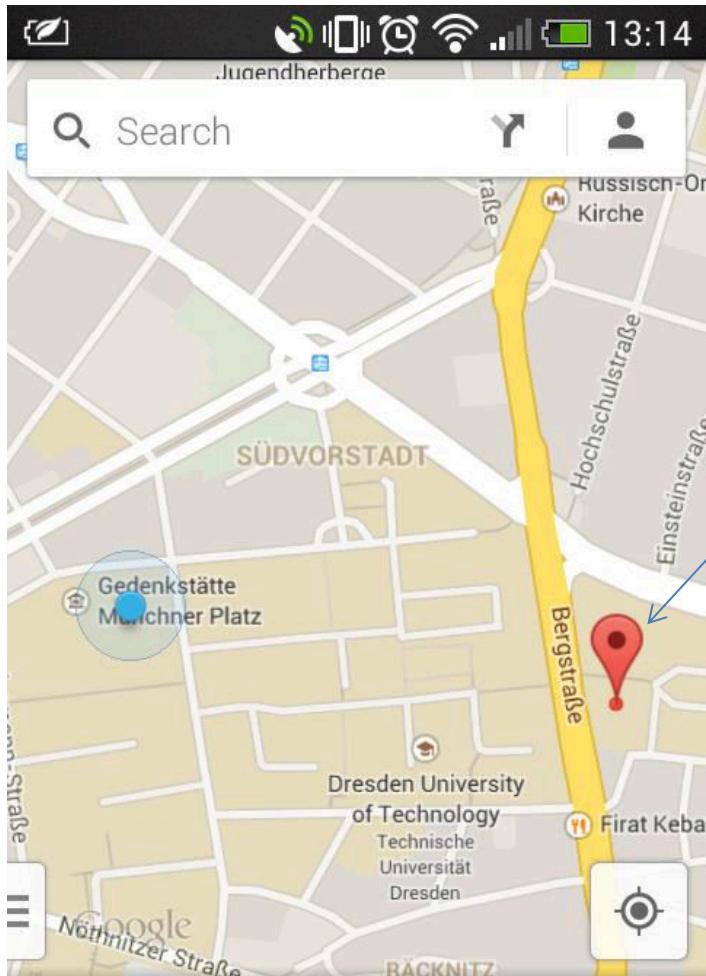 13:14
Jugendherberge
Search
Russisch-Or
Kirche
raße
Hochschulstraße
SÜDVORSTADT
Einsteinstraße
Gedenkstätte
Münchner Platz
Bergstraße
Dresden University
of Technology
Technische
Universität
Dresden
Firat Keba
-Straße
Google
Nöthnitzer Straße
RÄCKNITZ